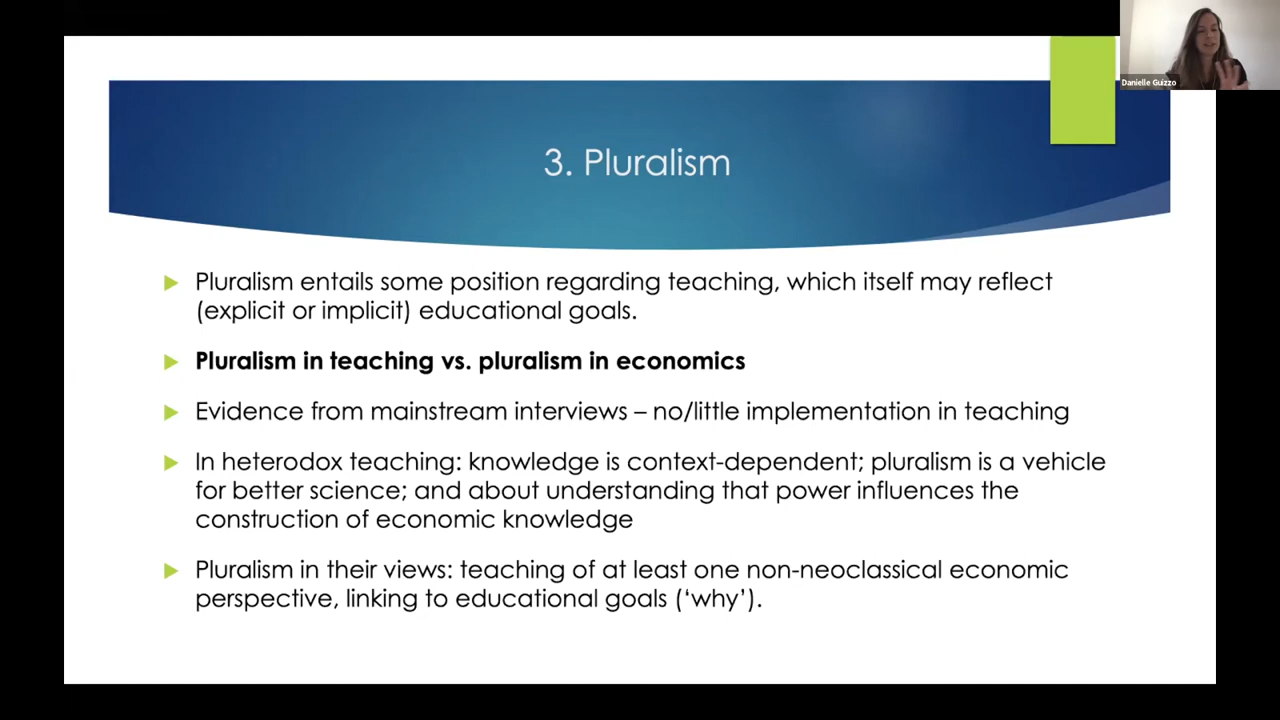 Danielle Guizzo
3. Pluralism
Pluralism entails some position regarding teaching, which itself may reflect
(explicit or implicit) educational goals.
Pluralism in teaching vs. pluralism in economics
Evidence from mainstream interviews – no/little implementation in teaching
In heterodox teaching: knowledge is context-dependent; pluralism is a vehicle
for better science; and about understanding that power influences the
construction of economic knowledge
Pluralism in their views: teaching of at least one non-neoclassical economic
perspective, linking to educational goals (‘why’).